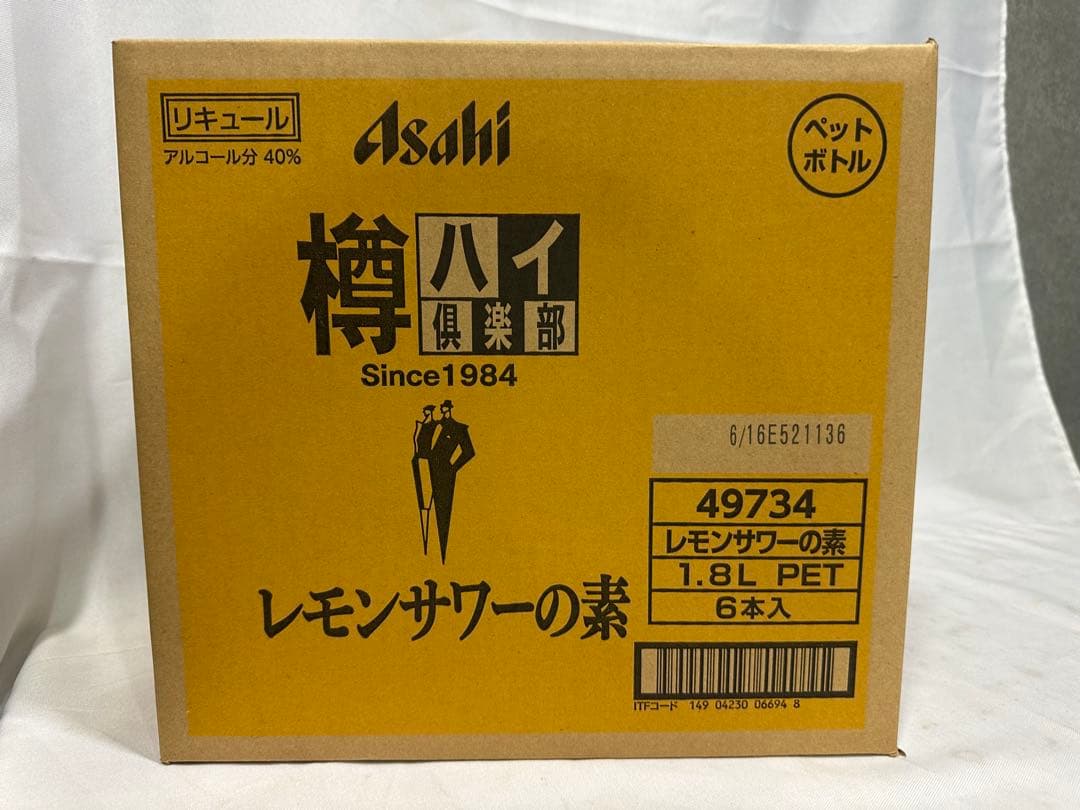 リキュール
アルコール分 40%
Asahi
ペット
ボトル
樽ハイ
倶楽部
Since1984
6/16E521136
49734
レモンサワーの素
1.8L PET
6本入
レモンサワーの素
ITFコード 149 04230 06694 8